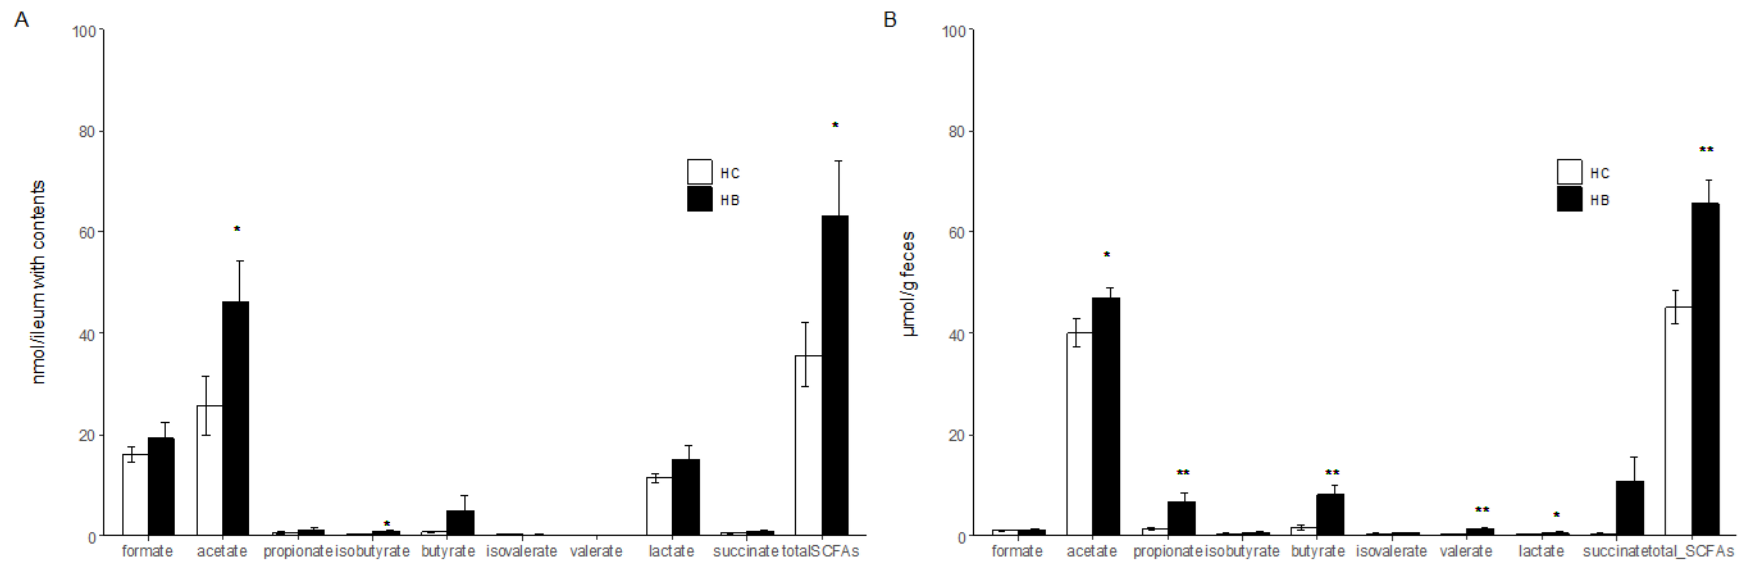 A
100
80
60
40
20
0
nmol/ileum with contents
*
*
*
HC
HB
formate acetate propionate isobutyrate butyrate isovalerate valerate lactate succinate totalSCFAs
B
100
80
60
40
20
0
µmol/g feces
*
**
**
**
*
**
HC
HB
formate acetate propionate isobutyrate butyrate isovalerate valerate lactate succinate total_SCFAs